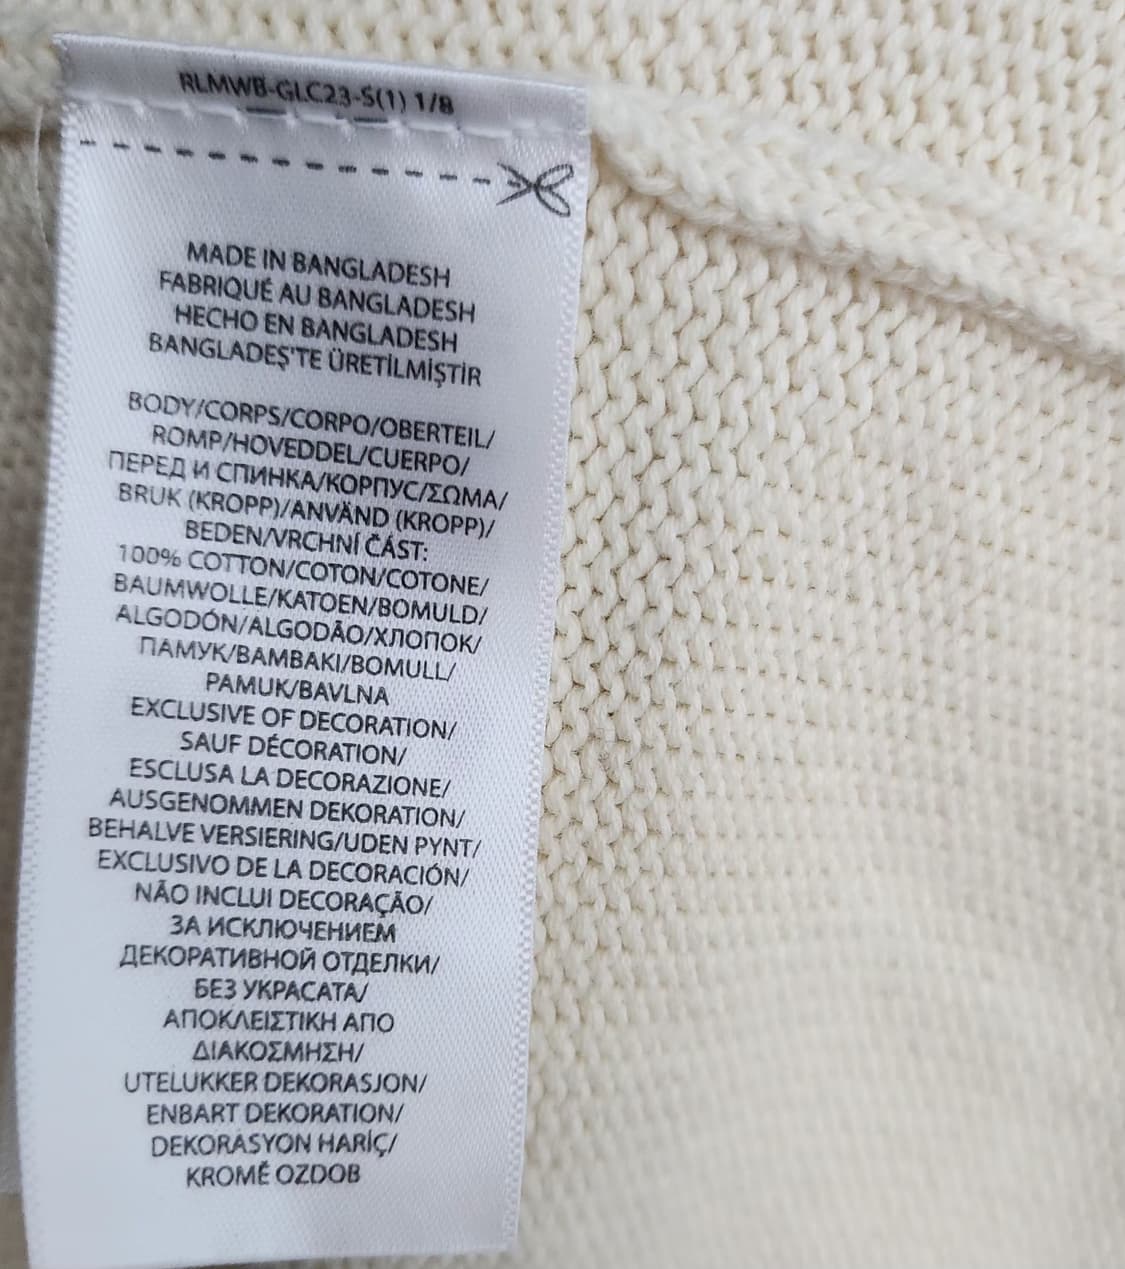 RLMWB-GLC23-S(1) 1/8
MADE IN BANGLADESH
FABRIQUÉ AU BANGLADESH
HECHO EN BANGLADESH
BANGLADEŞ'TE ÜRETİLMİŞTİR
BODY/CORPS/CORPO/OBERTEIL/
ROMP/HOVEDDEL/CUERPO/
ПЕРЕД И СПИНКА/КОРПУС/ΣΩΜΑ/
BRUK (KROPP)/ANVÄND (KROPP)/
BEDEN/VRCHNÍ ČÁST:
100% COTTON/COTON/COTONE/
BAUMWOLLE/KATOEN/BOMULD/
ALGODÓN/ALGODÃO/ХЛОПОК/
ПАМУК/ΒΑΜΒΑΚΙ/BOMULL/
PAMUK/BAVLNA
EXCLUSIVE OF DECORATION/
SAUF DÉCORATION/
ESCLUSA LA DECORAZIONE/
AUSGENOMMEN DEKORATION/
BEHALVE VERSIERING/UDEN PYNT/
EXCLUSIVO DE LA DECORACIÓN/
NÃO INCLUI DECORAÇÃO/
ЗА ИСКЛЮЧЕНИЕМ
ДЕКОРАТИВНОЙ ОТДЕЛКИ/
БЕЗ УКРАСАТА/
ΑΠΟΚΛΕΙΣΤΙΚΗ ΑΠΟ
ΔΙΑΚΟΣΜΗΣΗ/
UTELUKKER DEKORASJON/
ENBART DEKORATION/
DEKORASYON HARİÇ/
KROMĚ OZDOB